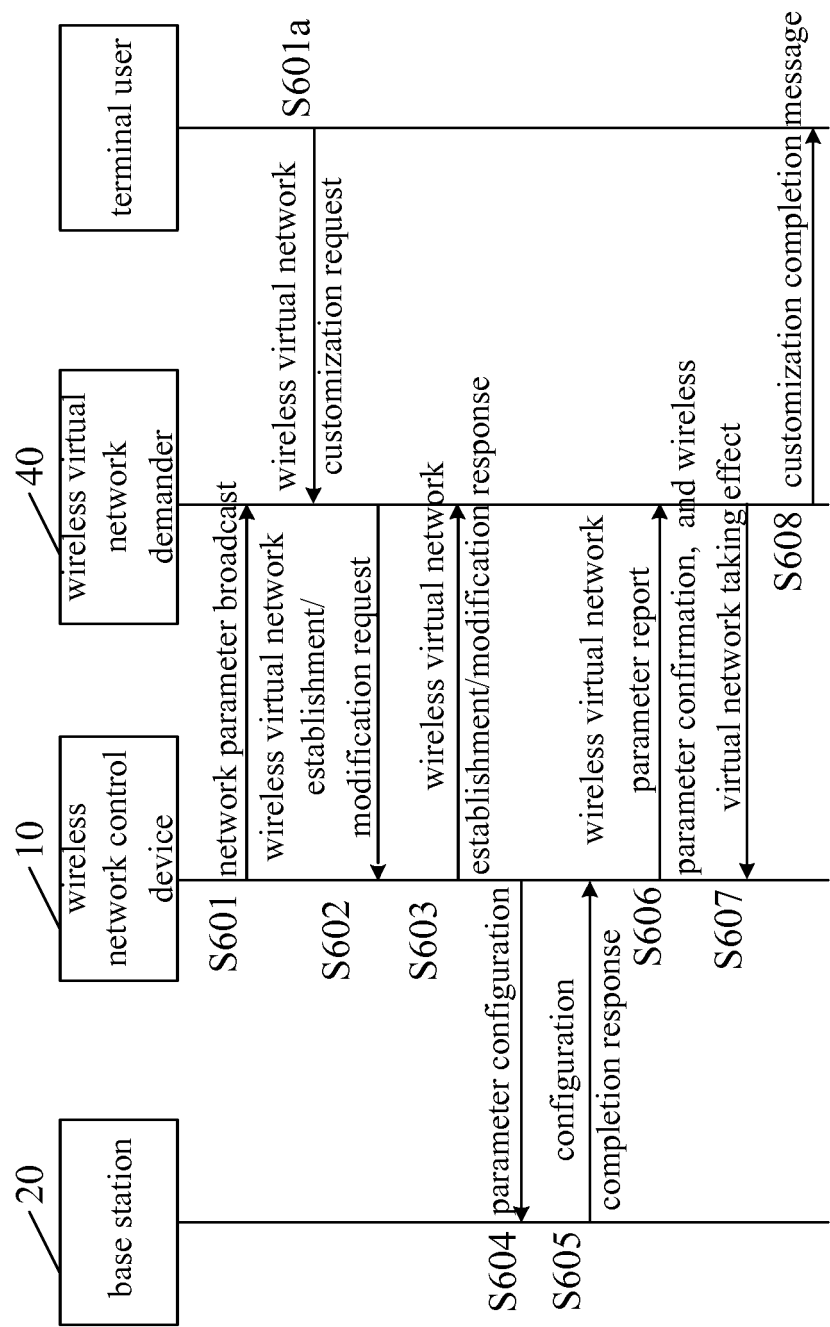 20
10
40
base station
wireless
network control
device
wireless virtual
network
demander
terminal user
S601
network parameter broadcast
S601a
wireless virtual network
customization request
wireless virtual network
establishment/
modification request
S602
wireless virtual network
establishment/modification response
S603
parameter configuration
S604
configuration
completion response
S605
wireless virtual network
parameter report
S606
parameter confirmation, and wireless
virtual network taking effect
S607
customization completion message
S608